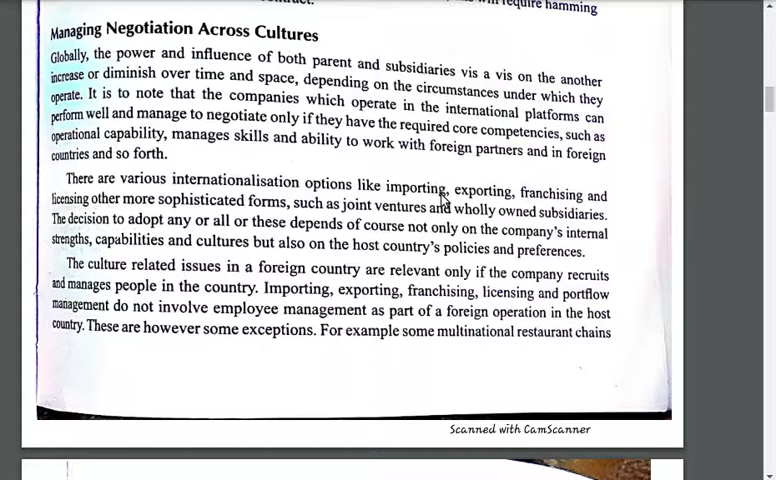 require hamming
Managing Negotiation Across Cultures
Globally, the power and influence of both parent and subsidiaries vis a vis on the another
increase or diminish over time and space, depending on the circumstances under which they
operate. It is to note that the companies which operate in the international platforms can
perform well and manage to negotiate only if they have the required core competencies, such as
operational capability, manages skills and ability to work with foreign partners and in foreign
countries and so forth.
There are various internationalisation options like importing, exporting, franchising and
licensing other more sophisticated forms, such as joint ventures and wholly owned subsidiaries.
The decision to adopt any or all or these depends of course not only on the company's internal
strengths, capabilities and cultures but also on the host country's policies and preferences.
The culture related issues in a foreign country are relevant only if the company recruits
and manages people in the country. Importing, exporting, franchising, licensing and portflow
management do not involve employee management as part of a foreign operation in the host
country. These are however some exceptions. For example some multinational restaurant chains
Scanned with CamScanner